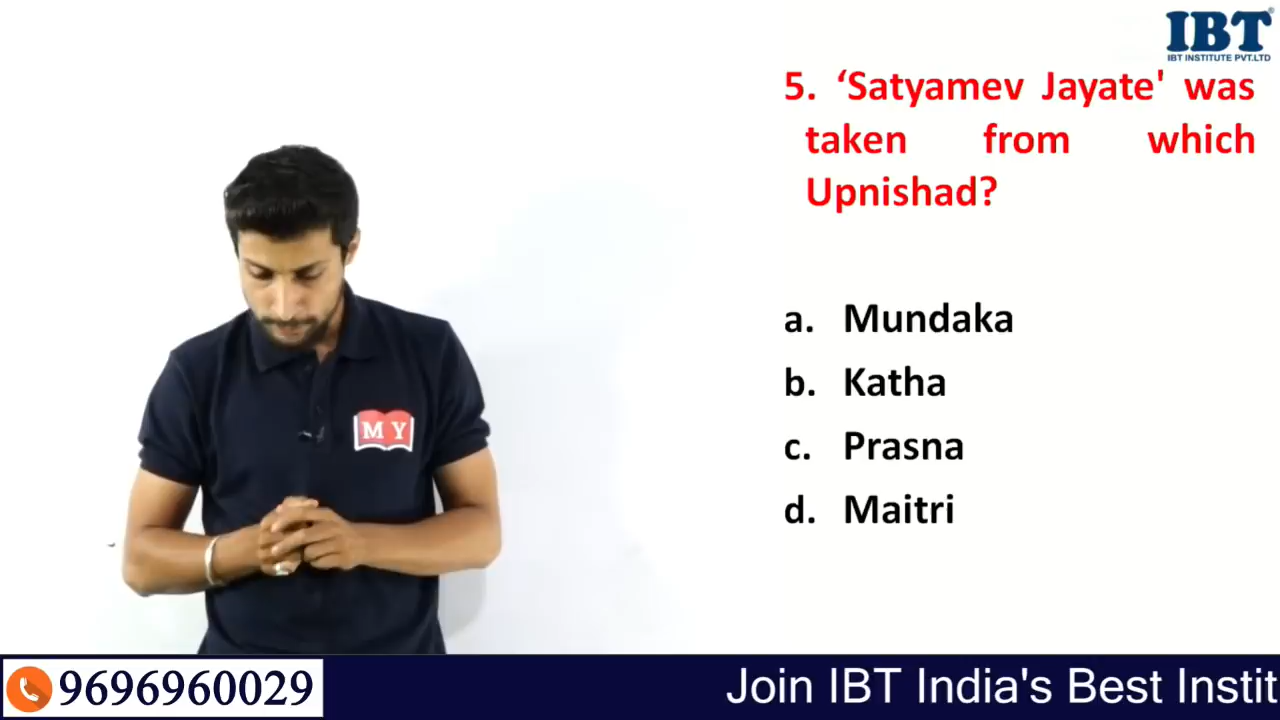 IBT
IBT INSTITUTE PVT.LTD
5. ‘Satyamev Jayate' was
taken from which
Upnishad?
a. Mundaka
b. Katha
c. Prasna
d. Maitri
M Y
9696960029
Join IBT India's Best Instit